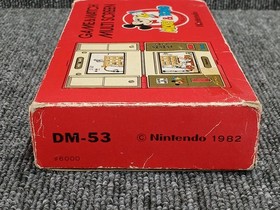 GAME&WATCH
MULTI SCREEN
DM-53
© Nintendo 1982
¥6000